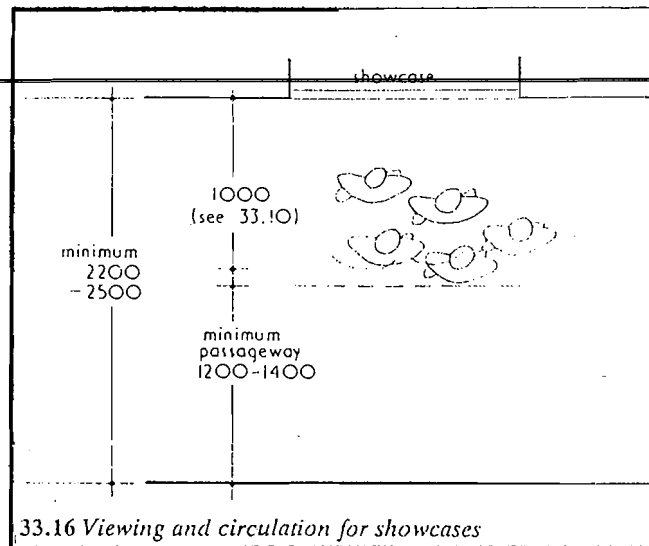 showcase
1000
(see 33.10)
minimum
2200
-2500
minimum
passageway
1200-1400
33.16 Viewing and circulation for showcases